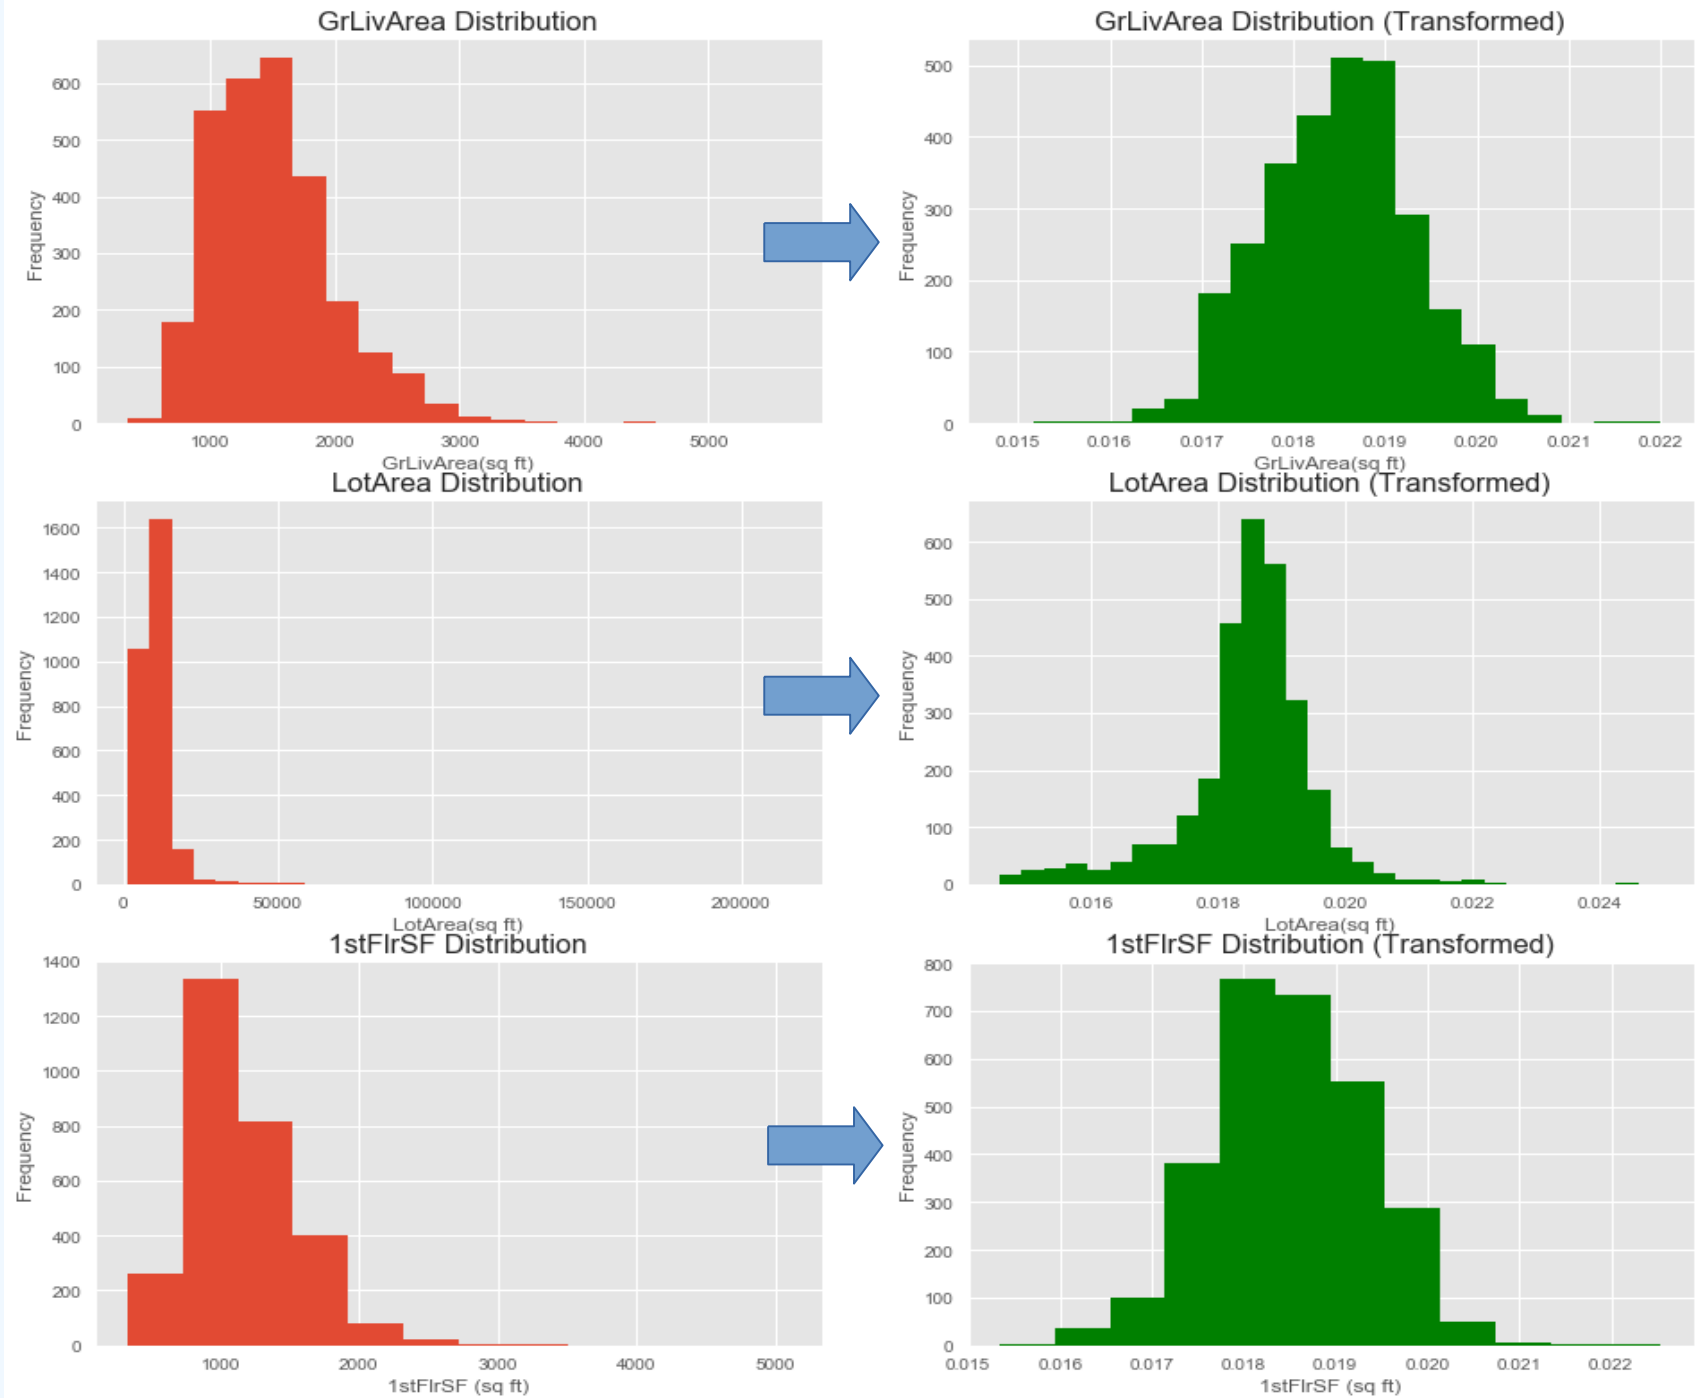 GrLivArea Distribution
600
500
400
300
200
100
0
Frequency
1000 2000 3000 4000 5000
GrLivArea(sq ft)
GrLivArea Distribution (Transformed)
500
400
300
200
100
0
Frequency
0.015 0.016 0.017 0.018 0.019 0.020 0.021 0.022
GrLivArea(sq ft)
LotArea Distribution
1600
1400
1200
1000
800
600
400
200
0
Frequency
0 50000 100000 150000 200000
LotArea(sq ft)
LotArea Distribution (Transformed)
600
500
400
300
200
100
0
Frequency
0.016 0.018 0.020 0.022 0.024
LotArea(sq ft)
1stFlrSF Distribution
1400
1200
1000
800
600
400
200
0
Frequency
1000 2000 3000 4000 5000
1stFlrSF (sq ft)
1stFlrSF Distribution (Transformed)
800
700
600
500
400
300
200
100
0
Frequency
0.015 0.016 0.017 0.018 0.019 0.020 0.021 0.022
1stFlrSF (sq ft)